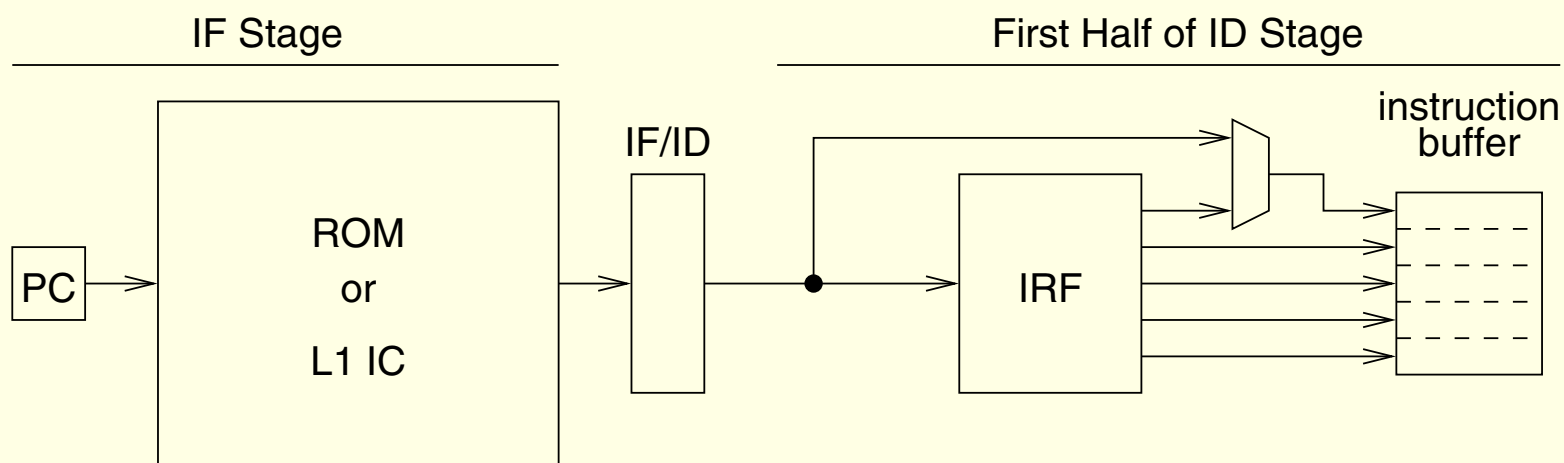 IF Stage
First Half of ID Stage
instruction
buffer
IF/ID
ROM
or
L1 IC
PC
IRF